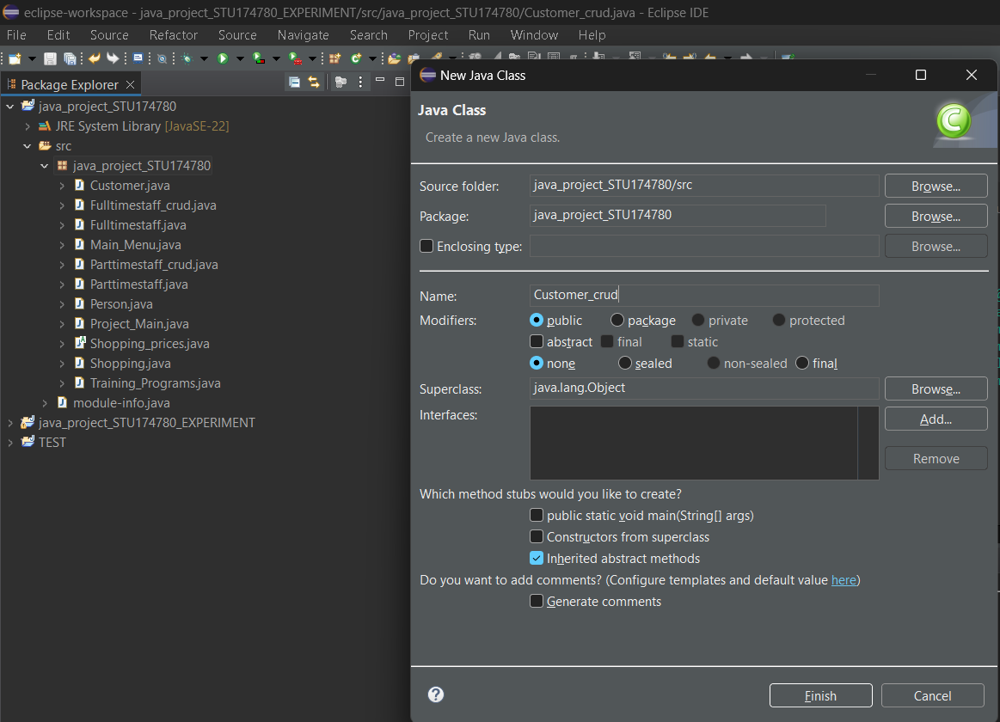 eclipse-workspace - java_project_STU174780_EXPERIMENT/src/java_project_STU174780/Customer_crud.java - Eclipse IDE
File Edit Source Refactor Source Navigate Search Project Run Window Help
Package Explorer
java_project_STU174780
JRE System Library [JavaSE-22]
src
java_project_STU174780
Customer.java
Fulltimestaff_crud.java
Fulltimestaff.java
Main_Menu.java
Parttimestaff_crud.java
Parttimestaff.java
Person.java
Project_Main.java
Shopping_prices.java
Shopping.java
Training_Programs.java
module-info.java
java_project_STU174780_EXPERIMENT
TEST
New Java Class
Java Class
Create a new Java class.
Source folder: java_project_STU174780/src Browse...
Package: java_project_STU174780 Browse...
Enclosing type: Browse...
Name: Customer_crud
Modifiers: public package private protected
abstract final static
none sealed non-sealed final
Superclass: java.lang.Object Browse...
Interfaces: Add...
Remove
Which method stubs would you like to create?
public static void main(String[] args)
Constructors from superclass
Inherited abstract methods
Do you want to add comments? (Configure templates and default value here)
Generate comments
Finish Cancel